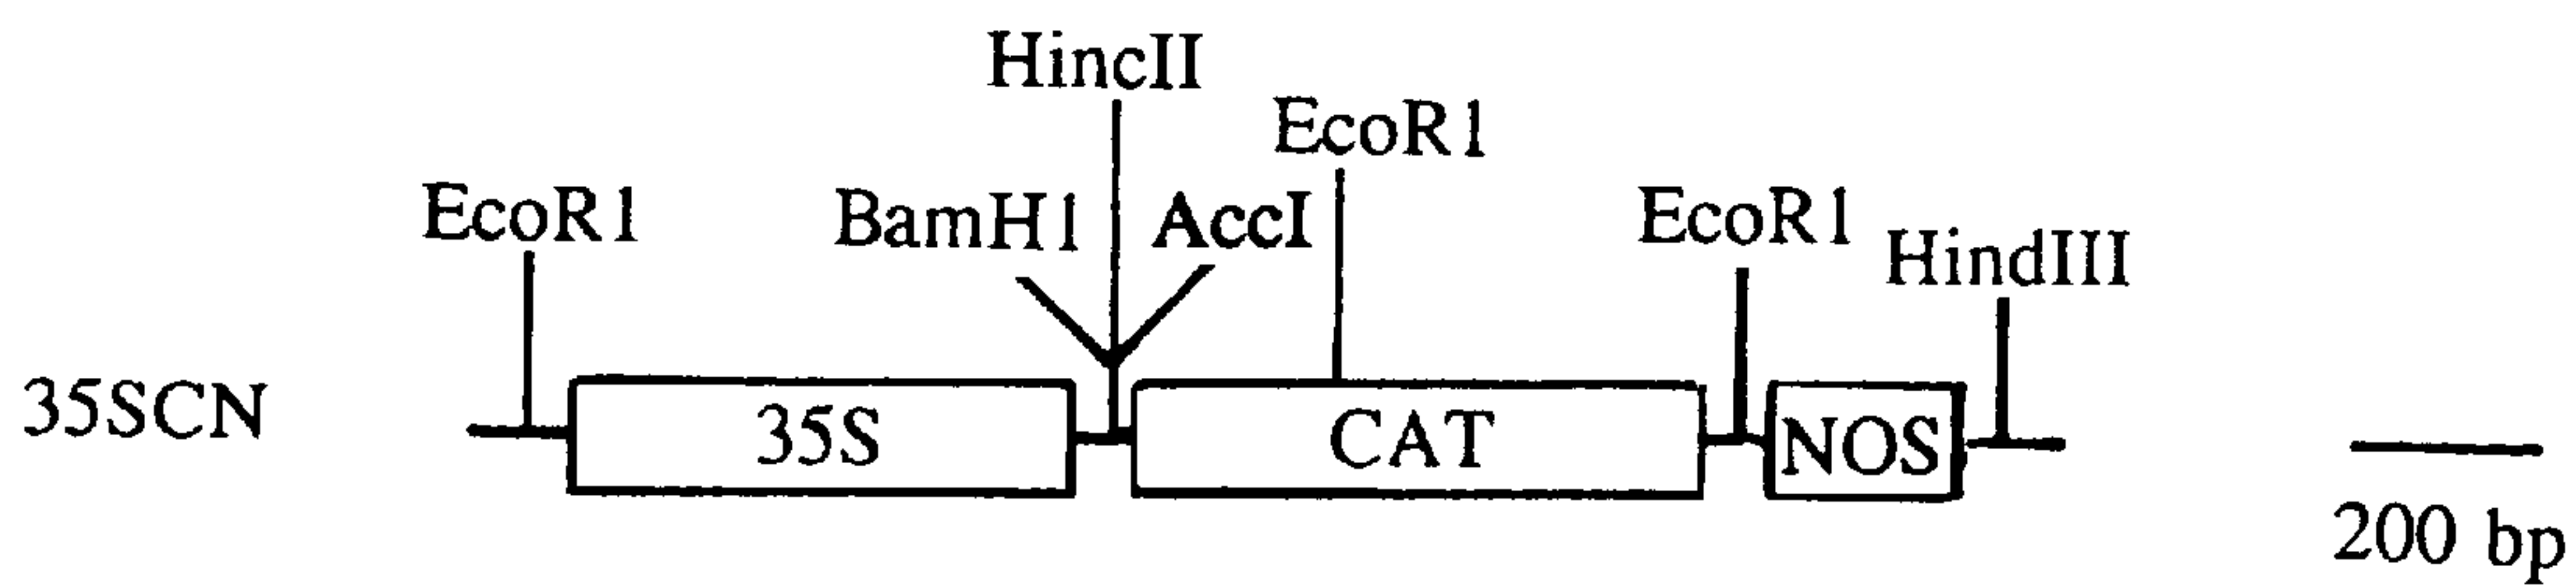 HincII
EcoR1
EcoR1
BamH1
AccI
EcoR1
HindIII
35SCN
35S
CAT
NOS
200 bp